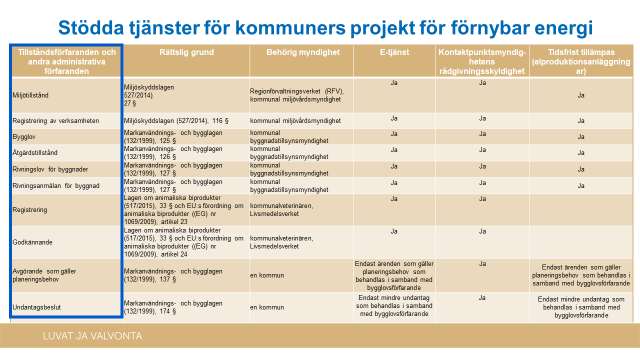 Stödda tjänster för kommuners projekt för förnybar energi
Tillståndsförfaranden och andra administrativa förfaranden Rättslig grund Behörig myndighet E-tjänst Kontaktpunktsmyndighetens rådgivningsskyldighet Tidsfrist tillämpas (elproduktionsanläggningar)
Miljötillstånd Miljöskyddslagen 527/2014). 27 § Regionförvaltningsverket (RFV), kommunal miljövårdsmyndighet Ja Ja Ja
Registrering av verksamheten Miljöskyddslagen (527/2014), 116 § kommunal miljövårdsmyndighet Ja Ja Ja
Bygglov Markanvändnings- och bygglagen (132/1999), 125 § kommunal byggnadstillsynsmyndighet Ja Ja Ja
Åtgärdstillstånd Markanvändnings- och bygglagen (132/1999), 126 § kommunal byggnadstillsynsmyndighet Ja Ja Ja
Rivningslov för byggnader Markanvändnings- och bygglagen (132/1999), 127 § kommunal byggnadstillsynsmyndighet Ja Ja Ja
Rivningsanmälan för byggnad Markanvändnings- och bygglagen (132/1999), 127 § kommunal byggnadstillsynsmyndighet Ja Ja Ja
Registrering Lagen om animaliska biprodukter (517/2015), 33 § och EU:s förordning om animaliska biprodukter ((EG) nr 1069/2009), artikel 23 kommunalveterinären, Livsmedelsverket Ja Ja
Godkännande Lagen om animaliska biprodukter (517/2015), 33 § och EU:s förordning om animaliska biprodukter ((EG) nr 1069/2009), artikel 24 kommunalveterinären, Livsmedelsverket Ja Ja
Avgörande som gäller planeringsbehov Markanvändnings- och bygglagen (132/1999), 137 § en kommun Endast ärenden som gäller planeringsbehov som behandlas i samband med bygglovsförfarande Ja Endast ärenden som gäller planeringsbehov som behandlas i samband med bygglovsförfarande
Undantagsbeslut Markanvändnings- och bygglagen (132/1999), 174 § en kommun Endast mindre undantag som behandlas i samband med bygglovsförfarande Ja Endast mindre undantag som behandlas i samband med bygglovsförfarande
LUVAT JA VALVONTA